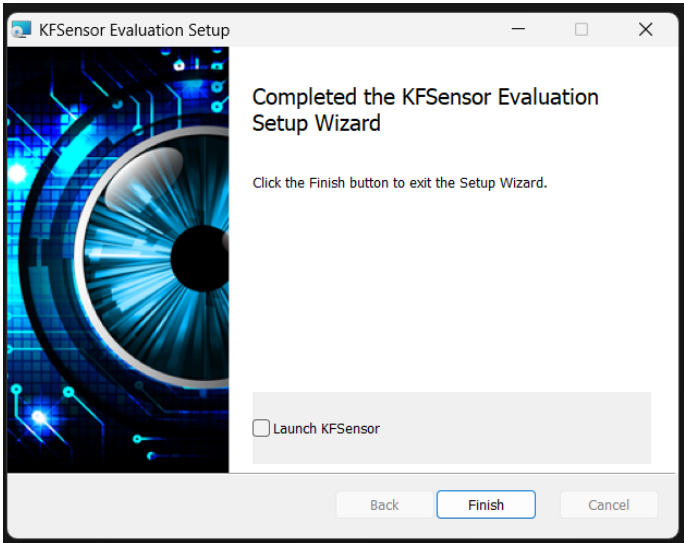 KFSensor Evaluation Setup
Completed the KFSensor Evaluation
Setup Wizard
Click the Finish button to exit the Setup Wizard.
Launch KFSensor
Back
Finish
Cancel